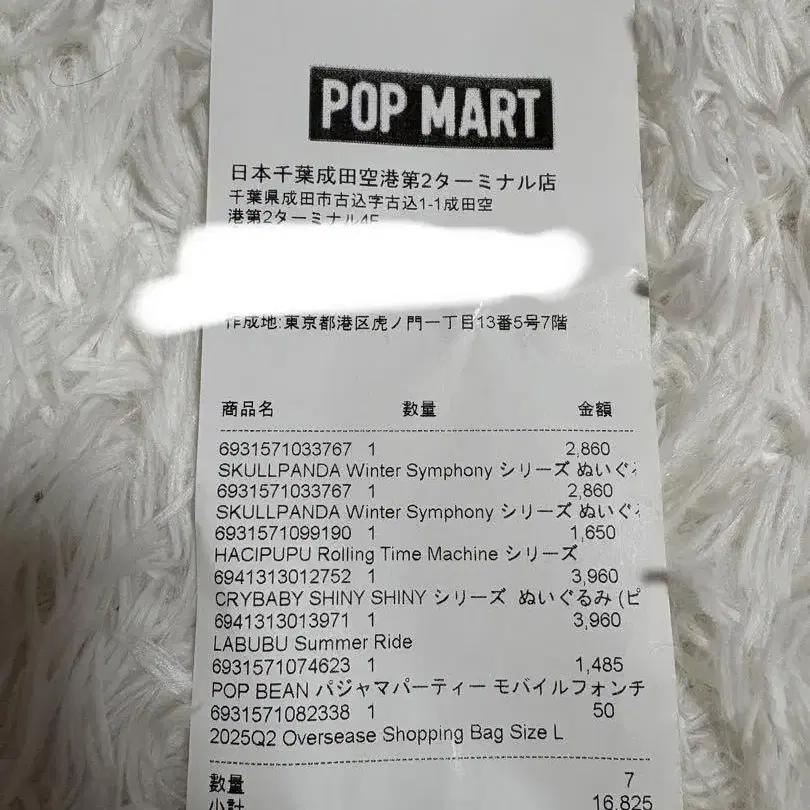 POP MART
日本千葉成田空港第2ターミナル店
千葉県成田市古込字古込1-1成田空
港第2ターミナル4F
作成地:東京都港区虎ノ門一丁目13番5号7階
商品名 数量 金額
6931571033767 1 2,860
SKULLPANDA Winter Symphony シリーズ ぬいぐる
6931571033767 1 2,860
SKULLPANDA Winter Symphony シリーズ ぬいぐ
6931571099190 1 1,650
HACIPUPU Rolling Time Machine シリーズ
6941313012752 1 3,960
CRYBABY SHINY SHINY シリーズ ぬいぐるみ (ピ
6941313013971 1 3,960
LABUBU Summer Ride
6931571074623 1 1,485
POP BEAN パジャマパーティー モバイルフォンチ
6931571082338 1 50
2025Q2 Oversease Shopping Bag Size L
数量 7
小計 16,825